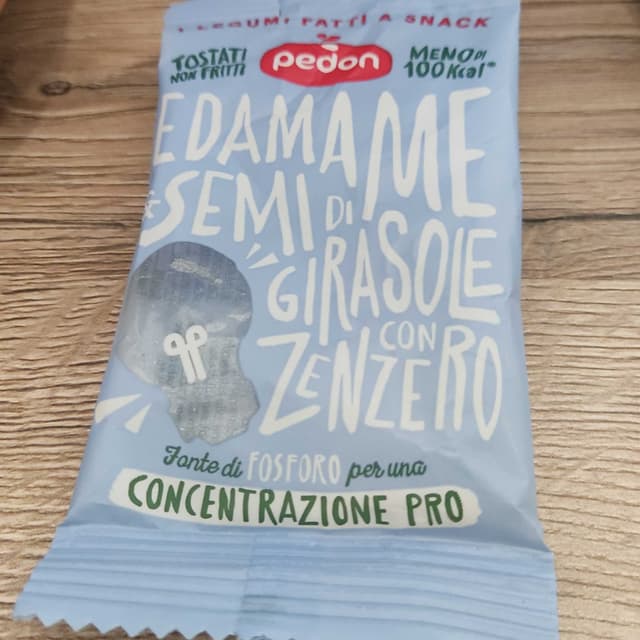 I LEGUMI FATTI A SNACK
TOSTATI
NON FRITTI
pedon
MENO DI
100 Kcal*
EDAMAME
& SEMI DI
GIRASOLE
CON
ZENZERO
fonte di FOSFORO per una
CONCENTRAZIONE PRO